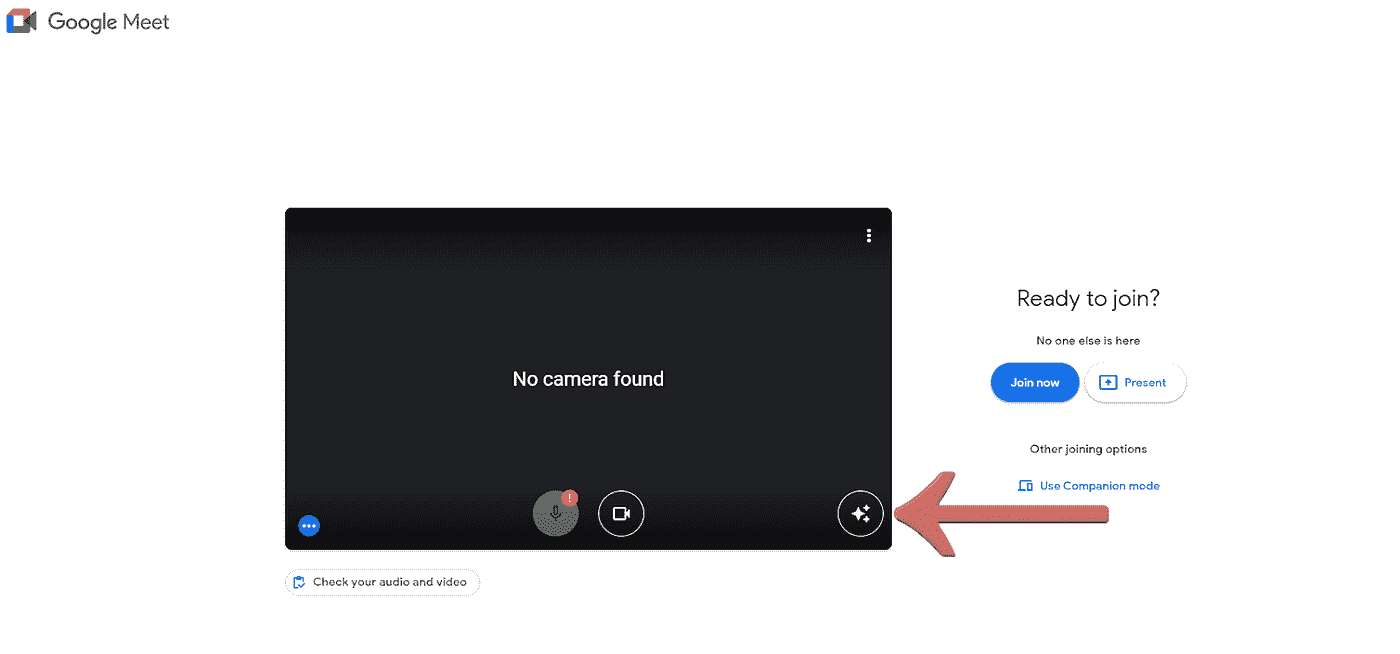 Google Meet
No camera found
Ready to join?
No one else is here
Join now
Present
Other joining options
Use Companion mode
Check your audio and video